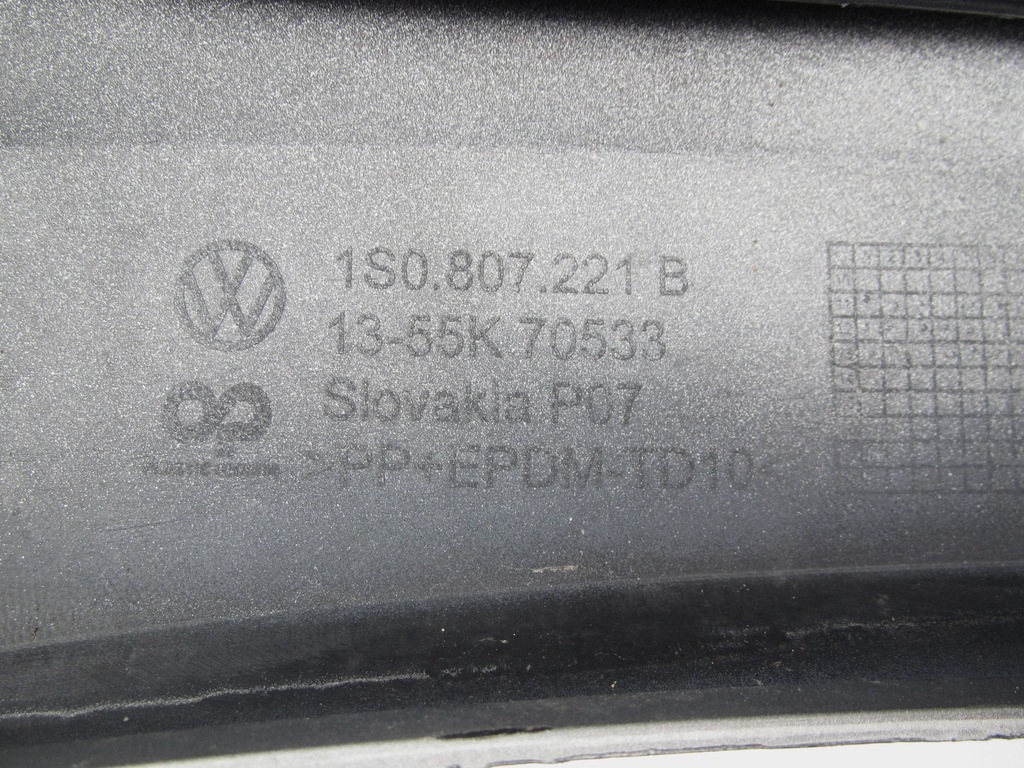 1S0.807.221 B
13-55K 70533
Slovakia P07
>PP+EPDM-TD10<